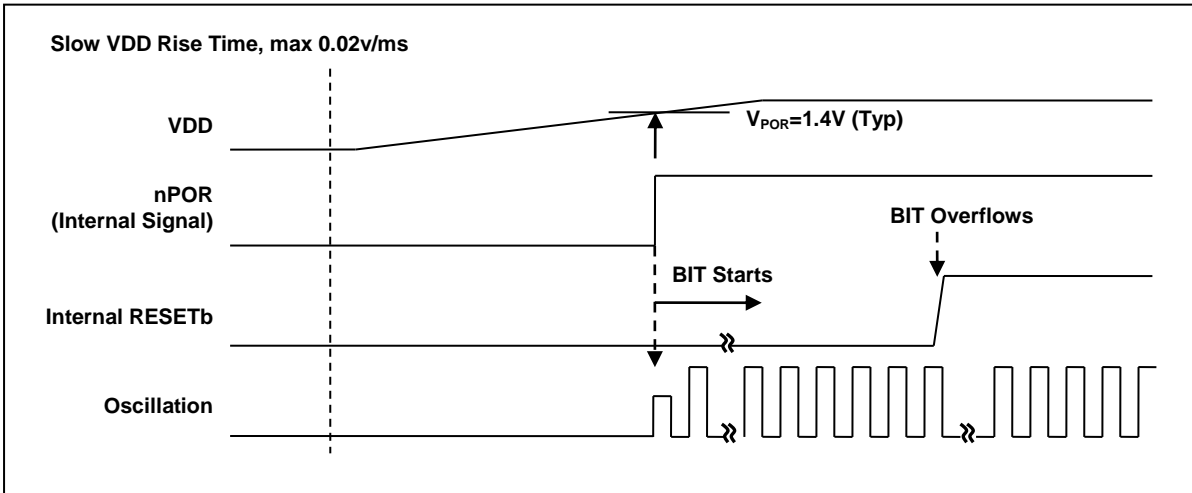 Slow VDD Rise Time, max 0.02v/ms
VDD
VPOR=1.4V (Typ)
nPOR
(Internal Signal)
BIT Overflows
BIT Starts
Internal RESETb
Oscillation